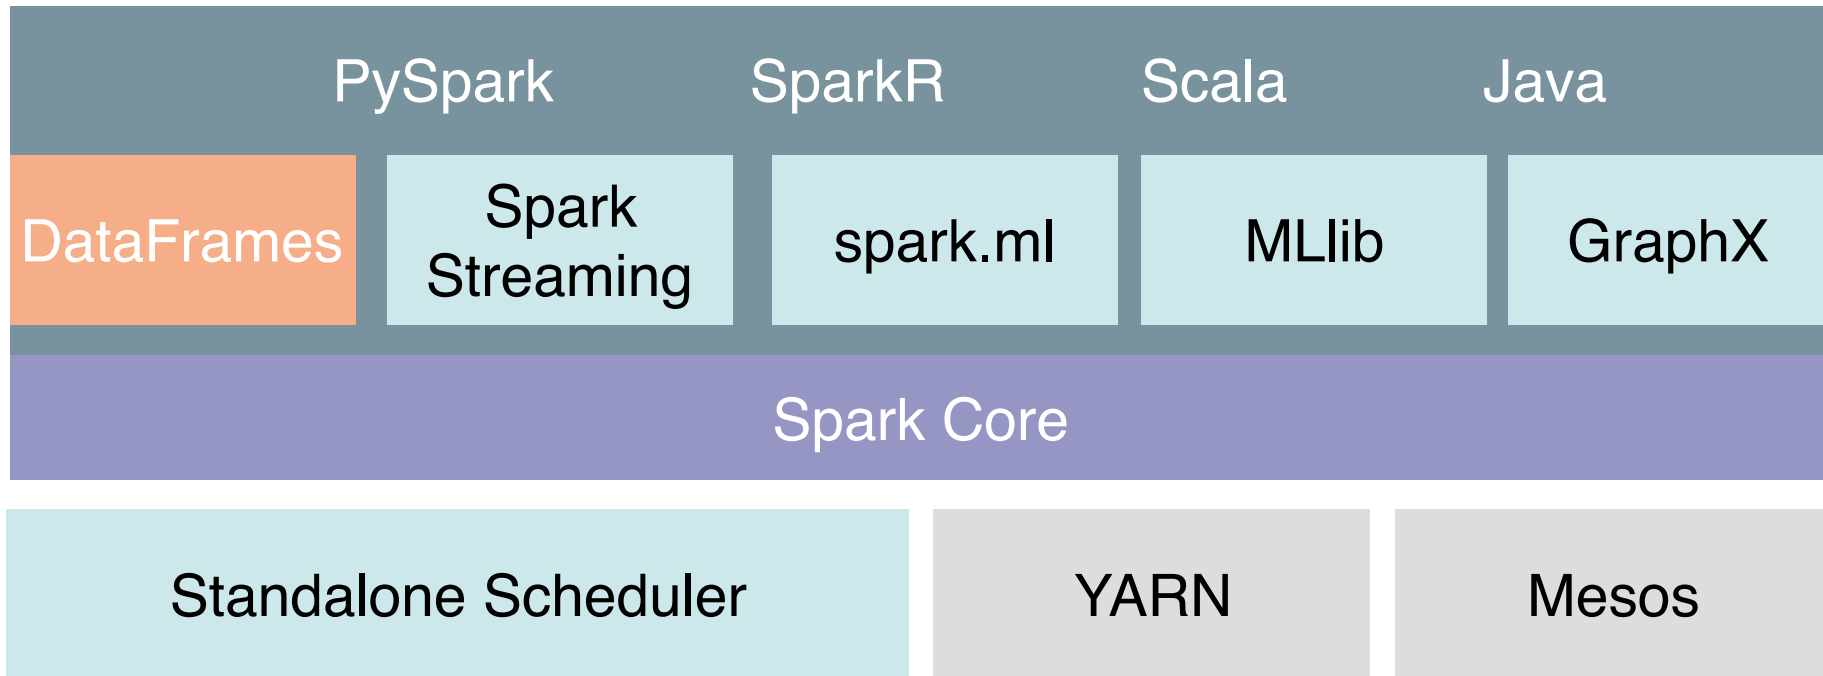 PySpark SparkR Scala Java
DataFrames
Spark
Streaming
spark.ml
MLlib
GraphX
Spark Core
Standalone Scheduler
YARN
Mesos